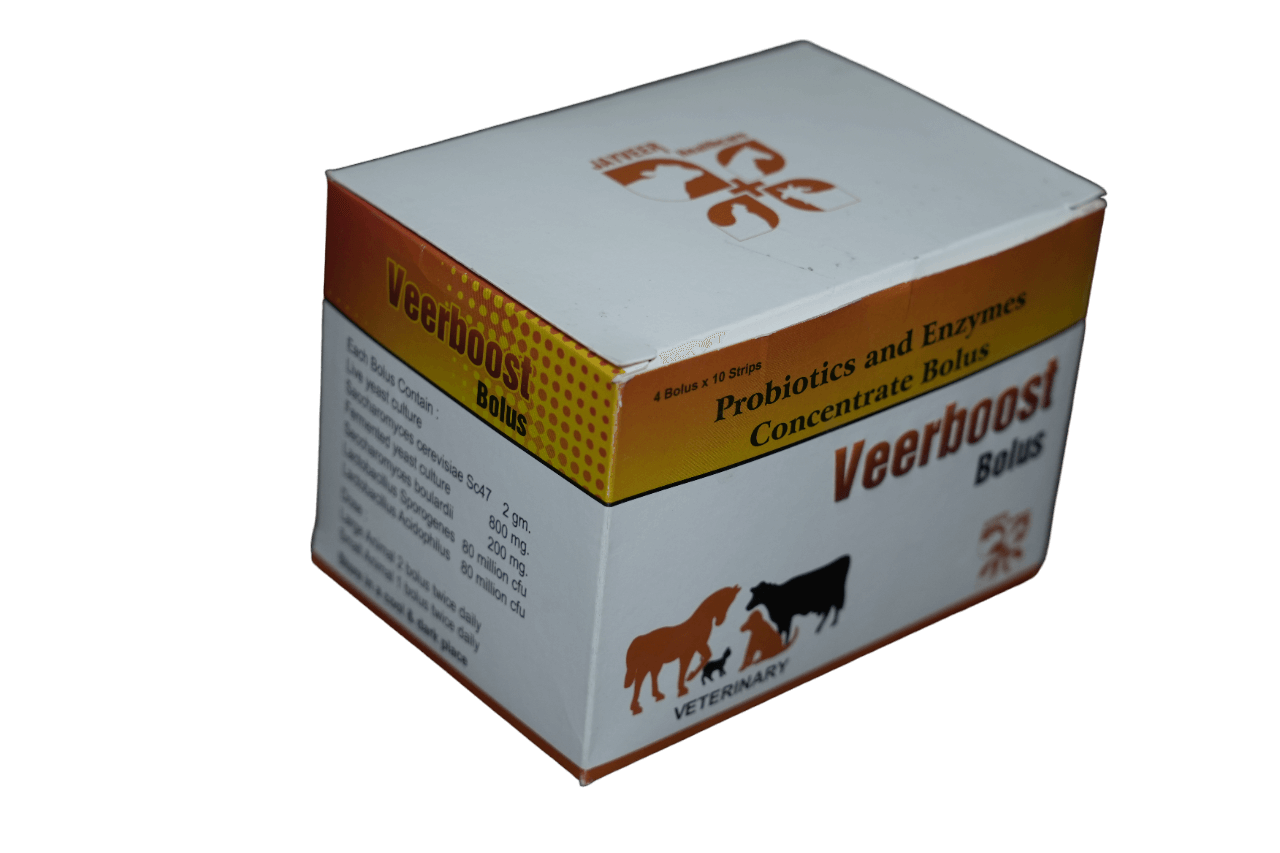 JAYVEER Healthcare
Veerboost
Bolus
Each Bolus Contain :
Live yeast culture
Saccharomyces cerevisiae Sc47 2 gm.
Fermented yeast culture 800 mg.
Saccharomyces boulardii 200 mg.
Lactobacillus Sporogenes 80 million cfu
Lactobacillus Acidophilus 80 million cfu
Dose
Large Animal 2 bolus twice daily
Small Animal 1 bolus twice daily
Store in a cool & dark place
4 Bolus x 10 Strips
Probiotics and Enzymes
Concentrate Bolus
Veerboost
Bolus
VETERINARY